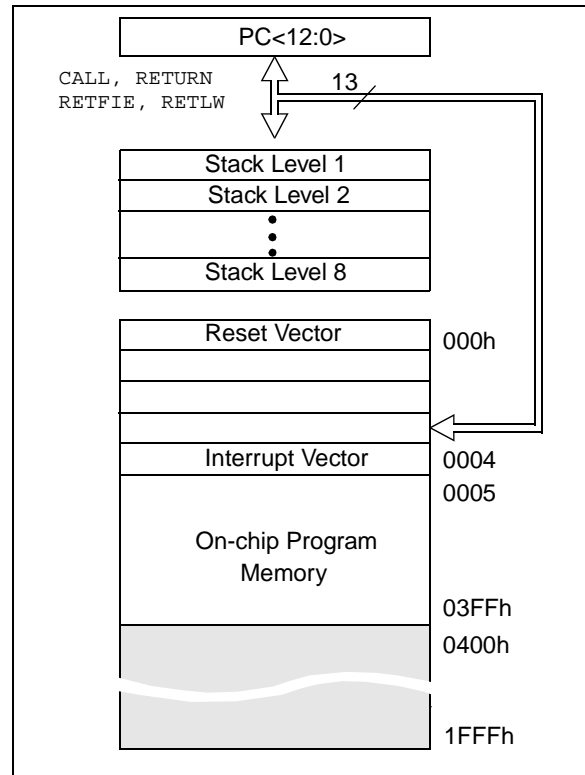 PC<12:0>
CALL, RETURN
RETFIE, RETLW
13
Stack Level 1
Stack Level 2
Stack Level 8
Reset Vector
000h
Interrupt Vector
0004
0005
On-chip Program
Memory
03FFh
0400h
1FFFh